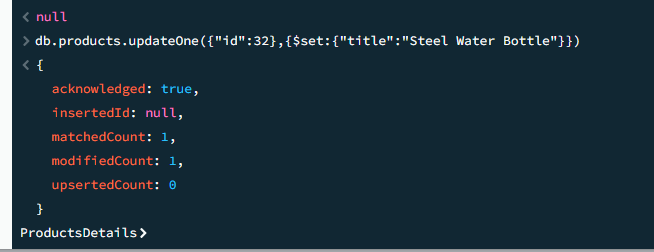 < null
> db.products.updateOne({"id":32},{$set:{"title":"Steel Water Bottle"}})
< {
acknowledged: true,
insertedId: null,
matchedCount: 1,
modifiedCount: 1,
upsertedCount: 0
}
ProductsDetails>